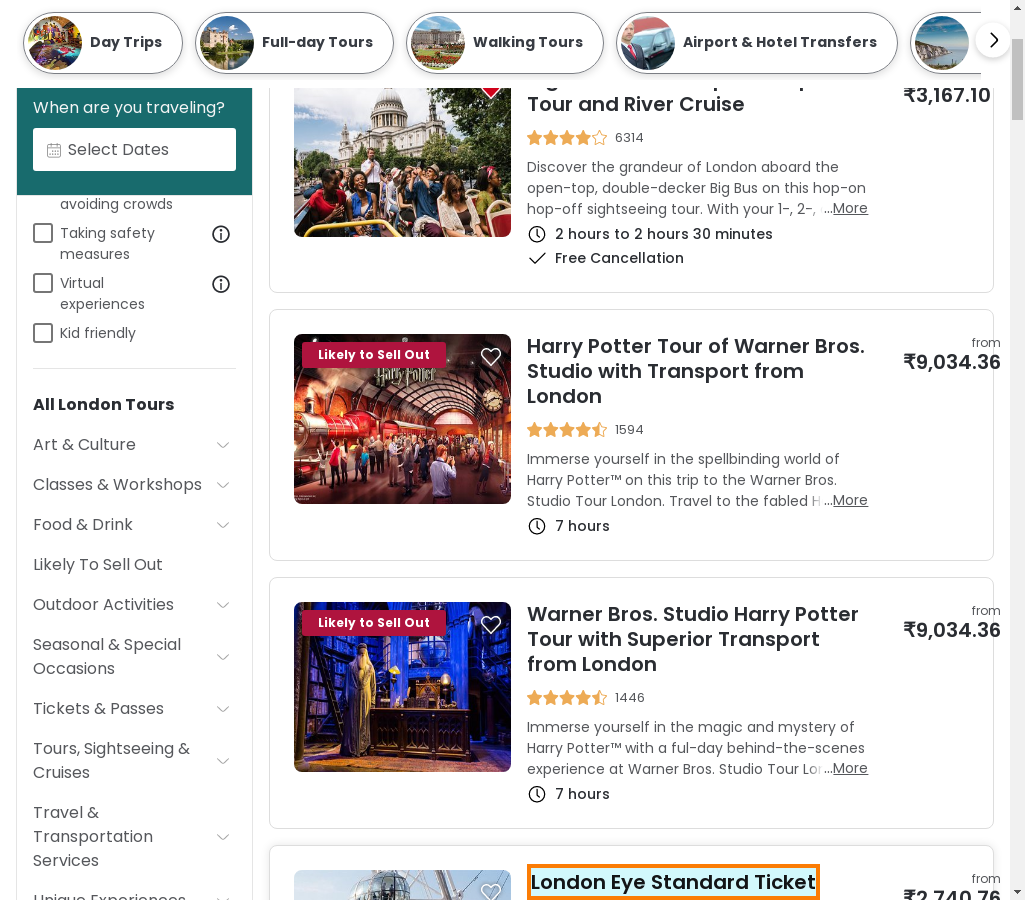 Day Trips
Full-day Tours
Walking Tours
Airport & Hotel Transfers
When are you traveling?
Select Dates
avoiding crowds
Taking safety
measures
Virtual
experiences
Kid friendly
All London Tours
Art & Culture
Classes & Workshops
Food & Drink
Likely To Sell Out
Outdoor Activities
Seasonal & Special
Occasions
Tickets & Passes
Tours, Sightseeing &
Cruises
Travel &
Transportation
Services
Unique Experiences
Tour and River Cruise
₹3,167.10
6314
Discover the grandeur of London aboard the
open-top, double-decker Big Bus on this hop-on
hop-off sightseeing tour. With your 1-, 2-, ...More
2 hours to 2 hours 30 minutes
Free Cancellation
Likely to Sell Out
Harry Potter
Harry Potter Tour of Warner Bros.
Studio with Transport from
London
from
₹9,034.36
1594
Immerse yourself in the spellbinding world of
Harry Potter™ on this trip to the Warner Bros.
Studio Tour London. Travel to the fabled H ...More
7 hours
Likely to Sell Out
Warner Bros. Studio Harry Potter
Tour with Superior Transport
from London
from
₹9,034.36
1446
Immerse yourself in the magic and mystery of
Harry Potter™ with a ful-day behind-the-scenes
experience at Warner Bros. Studio Tour Lor ...More
7 hours
London Eye Standard Ticket
from
₹2,740.76